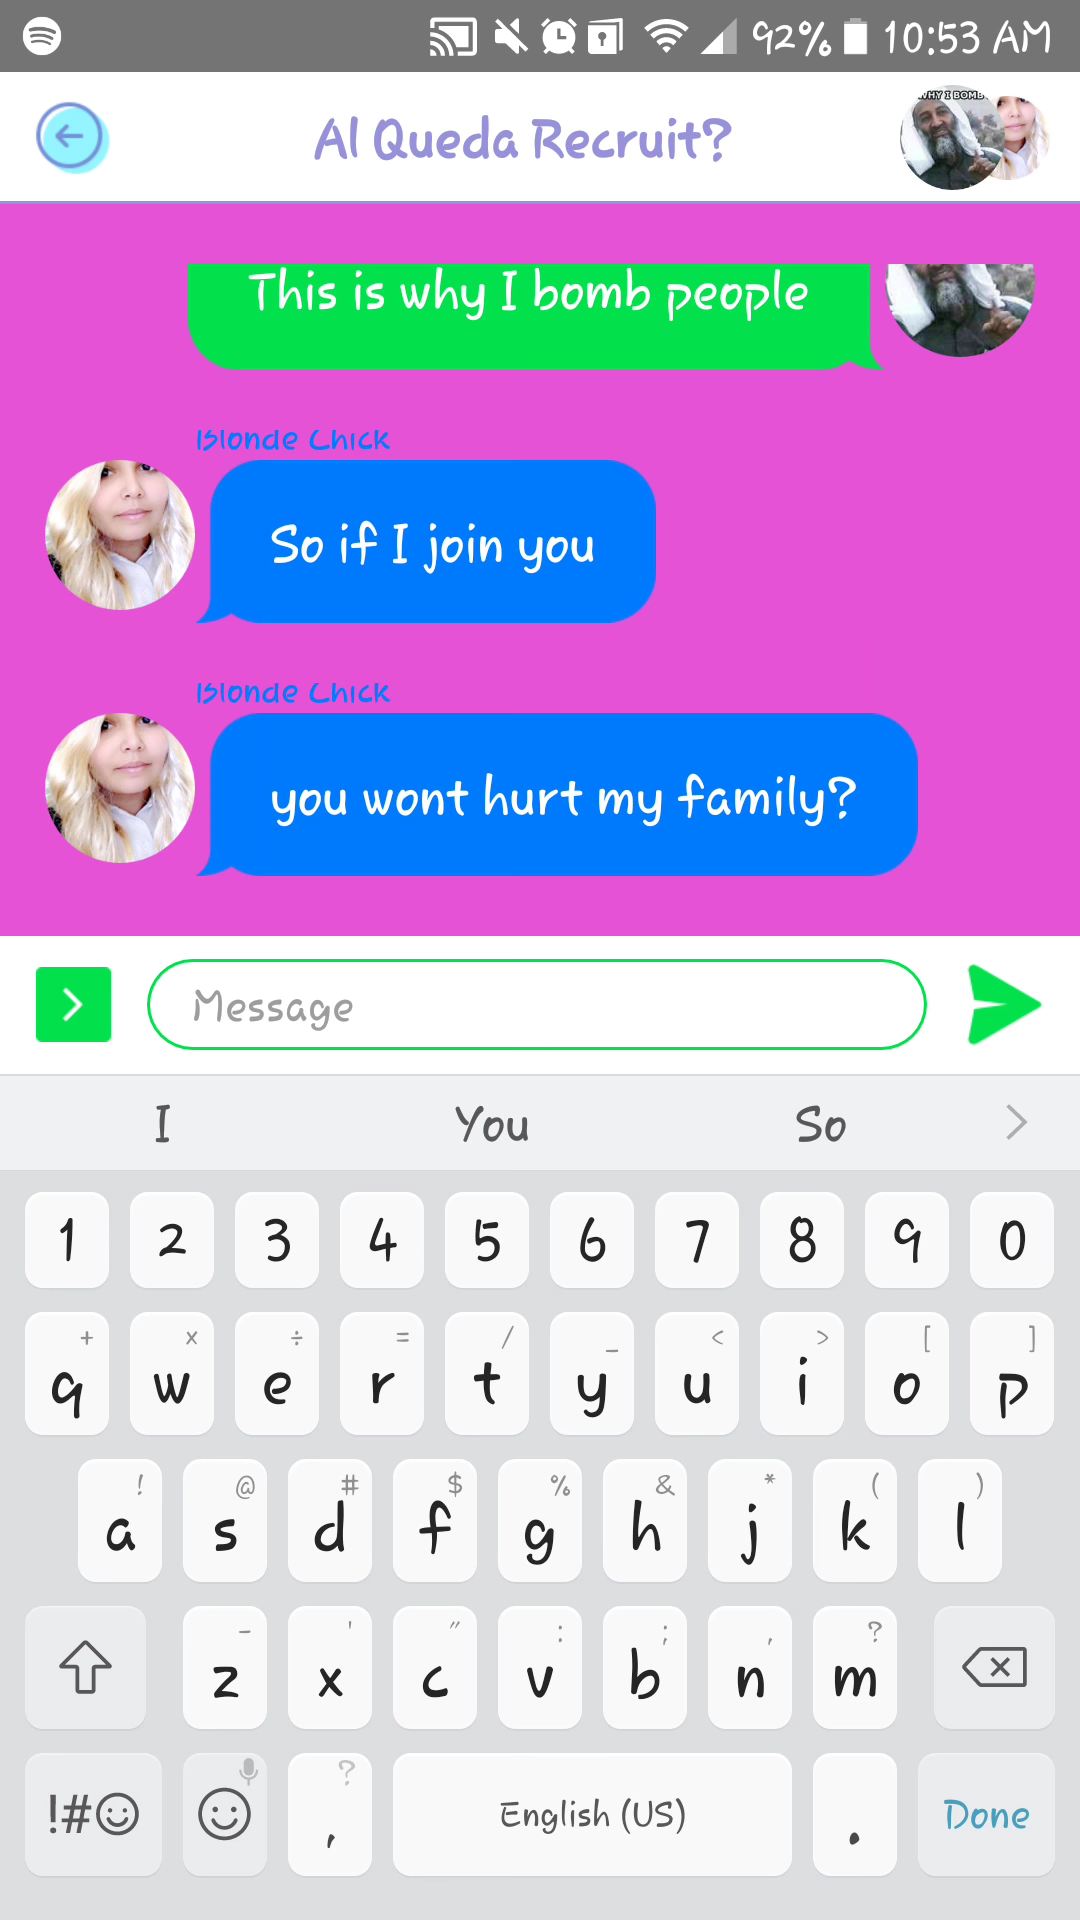 92% 10:53 AM
WHY I BOMB
Al Queda Recruit?
This is why I bomb people
Blonde Chick
So if I join you
Blonde Chick
you wont hurt my family?
Message
I You So
1 2 3 4 5 6 7 8 9 0
+ × ÷ = / _ < > [ ]
q w e r t y u i o p
! @ # $ % & * ( )
a s d f g h j k l
- ' " : ; , ?
z x c v b n m
?
!#☺ , English (US) . Done